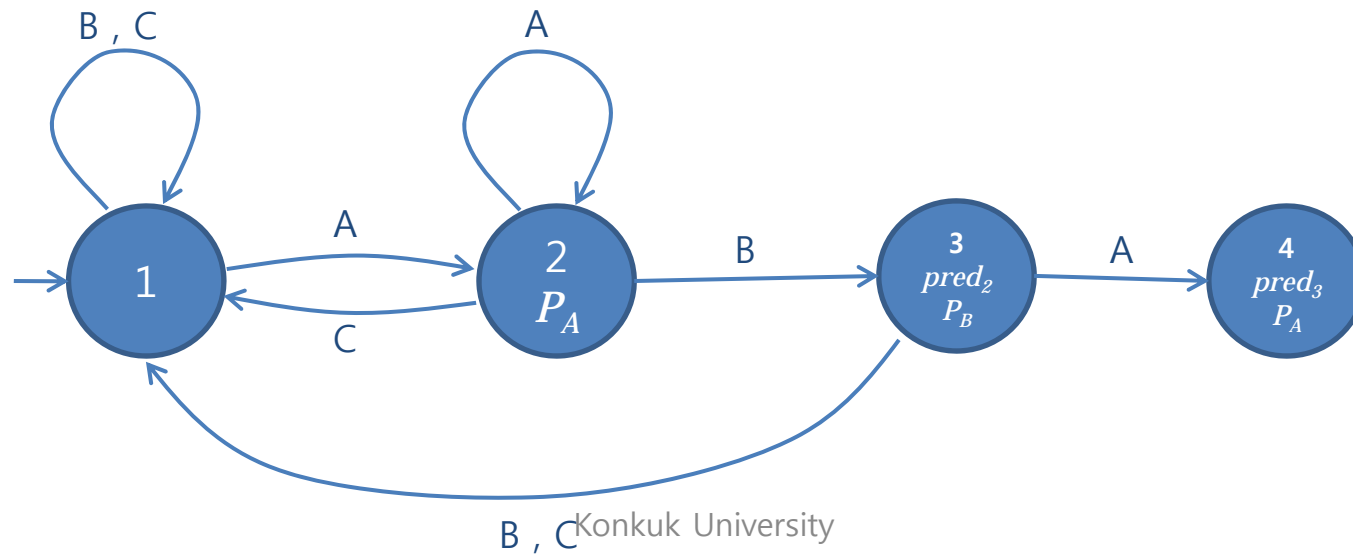 B , C
A
1
A
C
2
P_A
B
3
pred_2
P_B
A
4
pred_3
P_A
B , C
Konkuk University